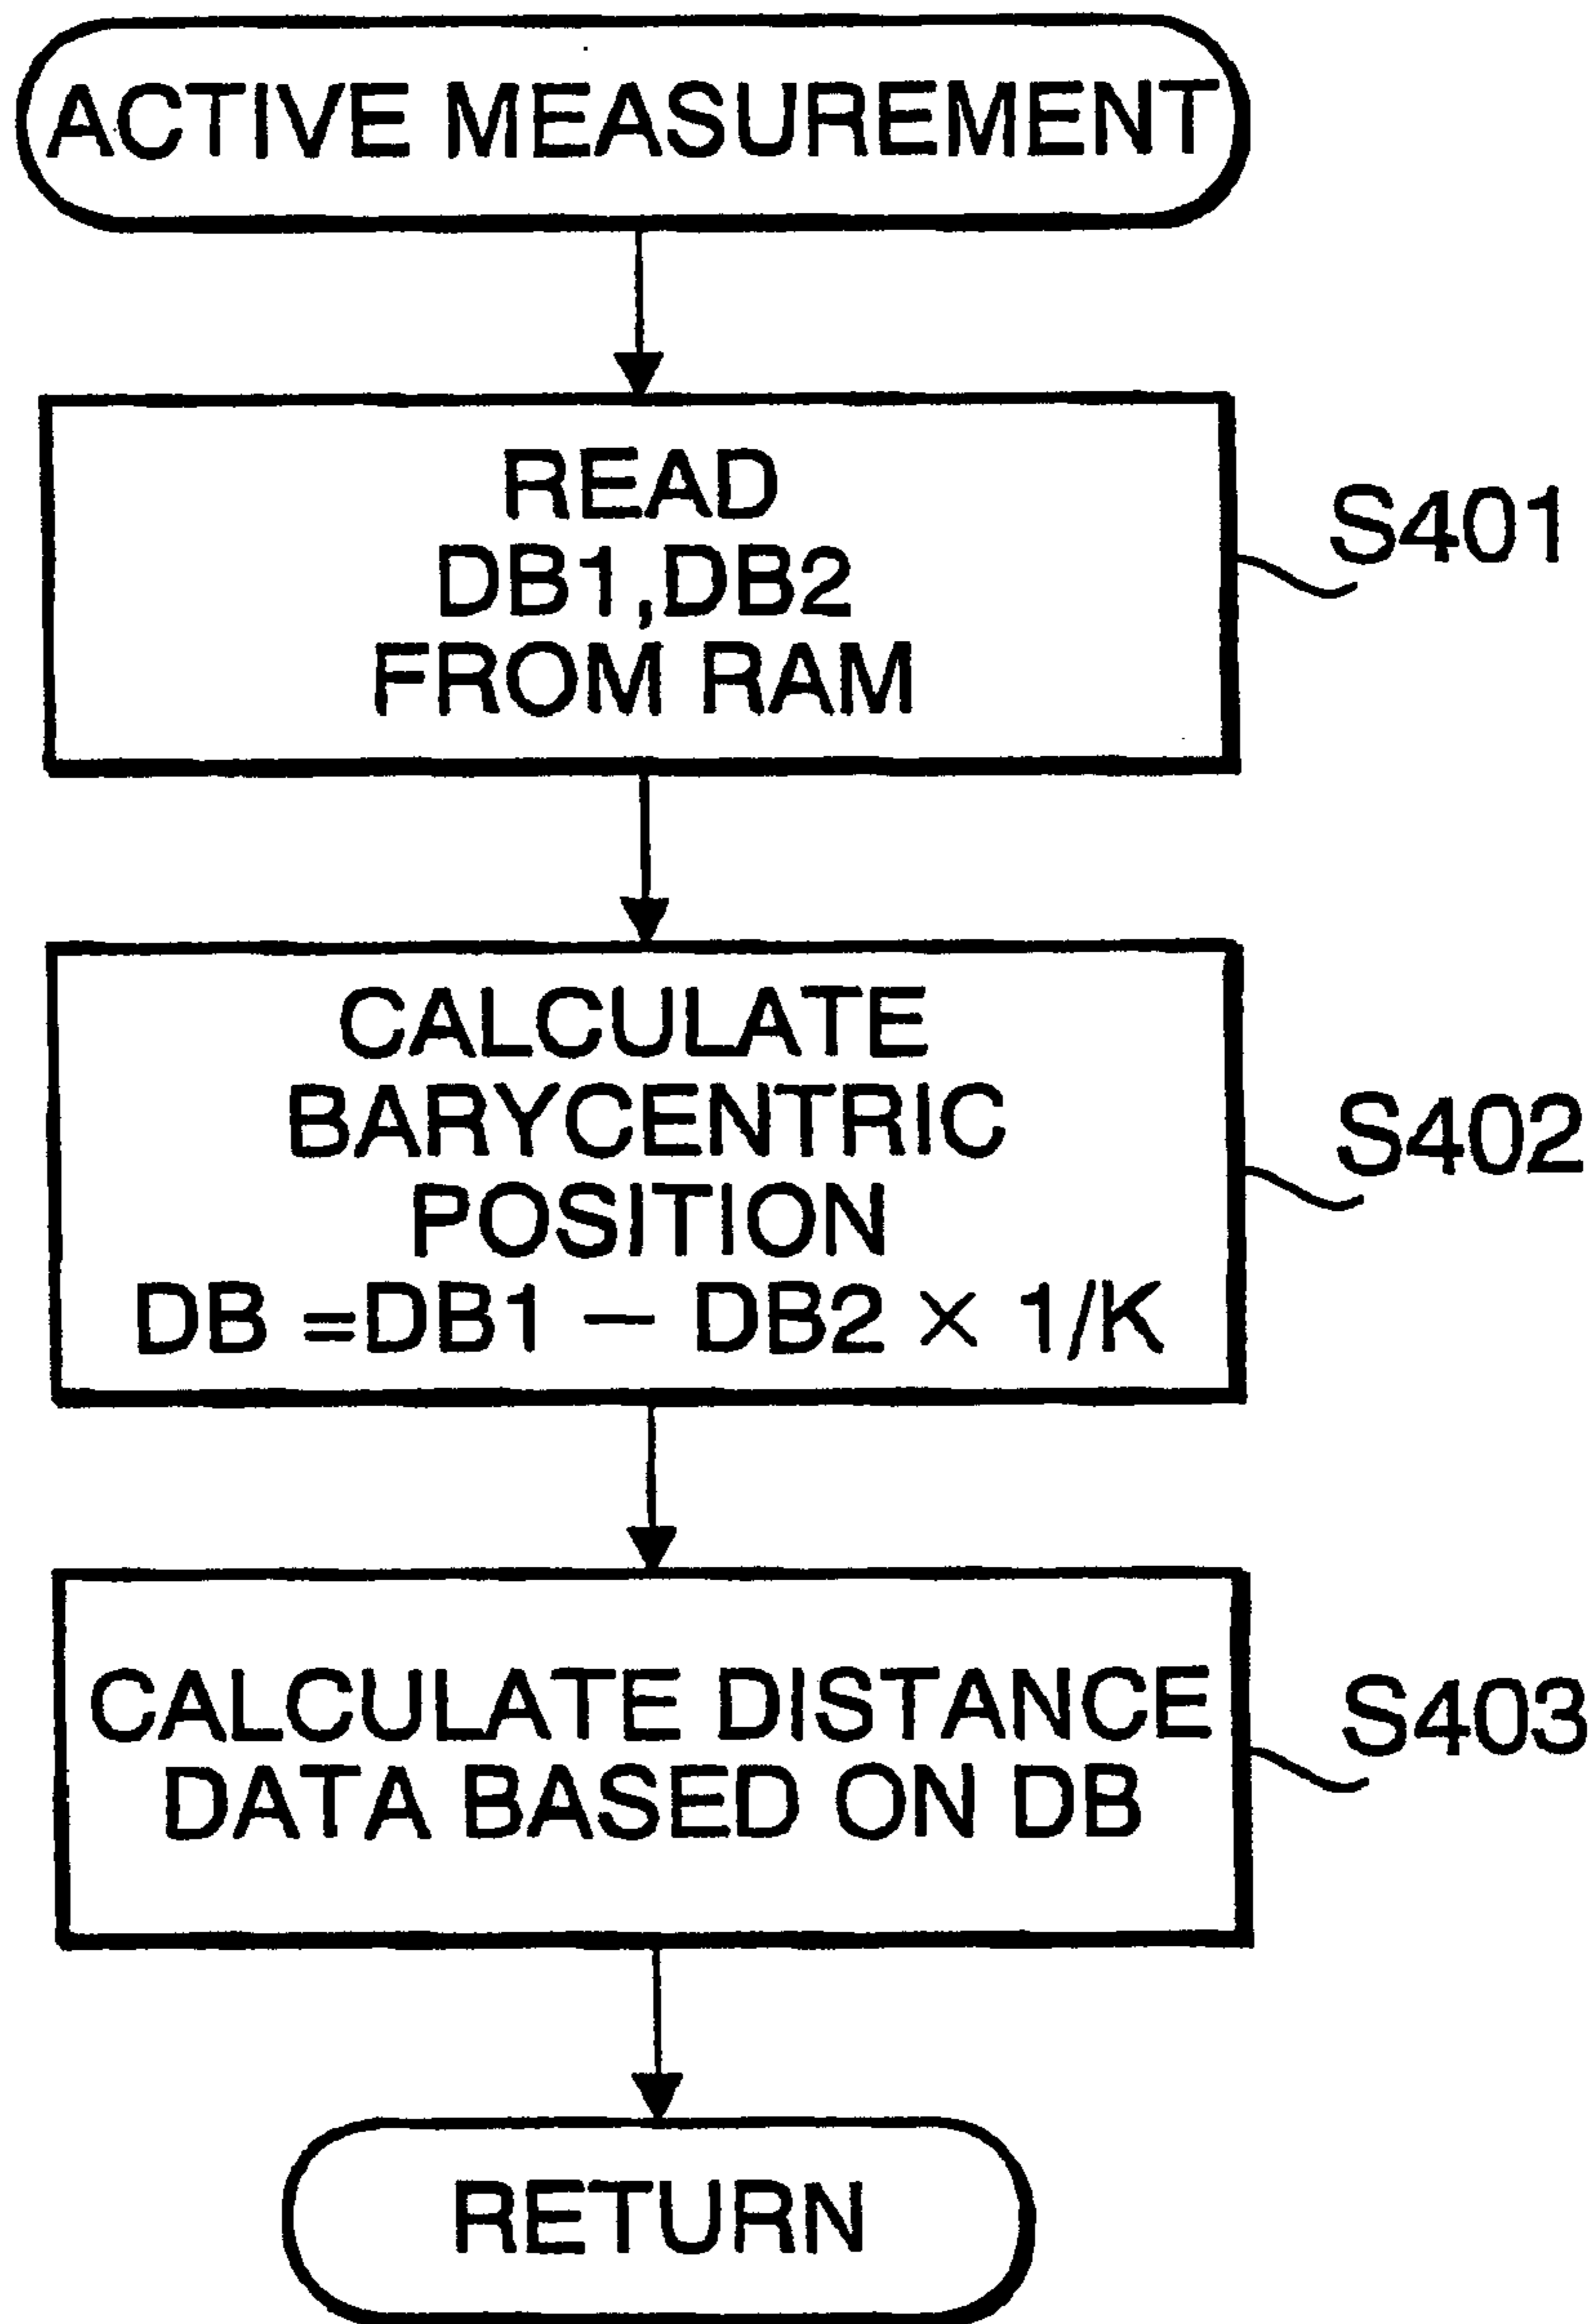 ACTIVE MEASUREMENT
READ
DB1,DB2
FROM RAM
S401
CALCULATE
BARYCENTRIC
POSITION
DB =DB1 — DB2 × 1/K
S402
CALCULATE DISTANCE
DATA BASED ON DB
S403
RETURN